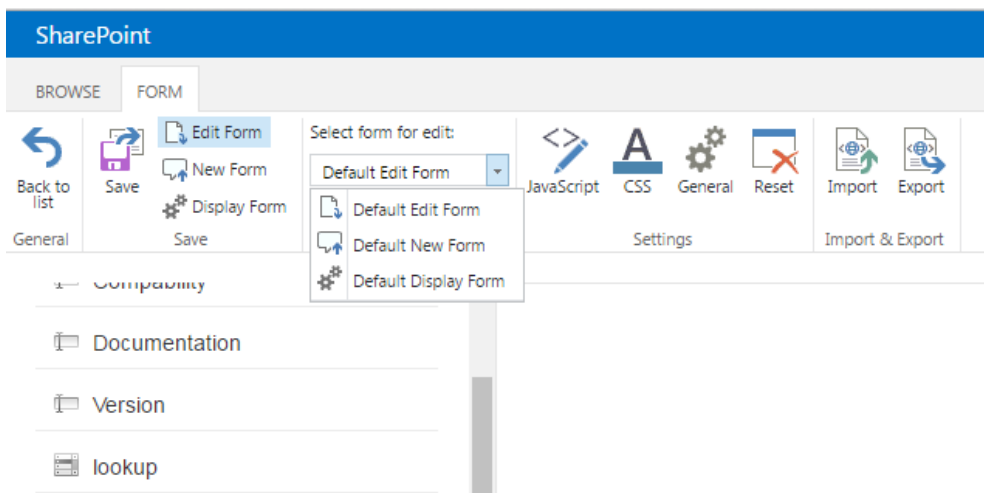 SharePoint
BROWSE FORM
Edit Form
New Form
Display Form
Back to
list
Save
Select form for edit:
Default Edit Form
Default Edit Form
Default New Form
Default Display Form
JavaScript CSS General Reset
Import Export
General Save Settings Import & Export
Compability
Documentation
Version
lookup